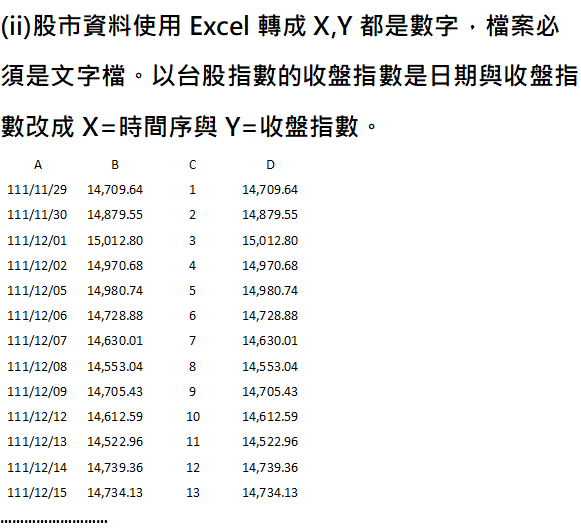 (ii)股市資料使用 Excel 轉成 X,Y 都是數字，檔案必
須是文字檔。以台股指數的收盤指數是日期與收盤指
數改成 X=時間序與 Y=收盤指數。
A B C D
111/11/29 14,709.64 1 14,709.64
111/11/30 14,879.55 2 14,879.55
111/12/01 15,012.80 3 15,012.80
111/12/02 14,970.68 4 14,970.68
111/12/05 14,980.74 5 14,980.74
111/12/06 14,728.88 6 14,728.88
111/12/07 14,630.01 7 14,630.01
111/12/08 14,553.04 8 14,553.04
111/12/09 14,705.43 9 14,705.43
111/12/12 14,612.59 10 14,612.59
111/12/13 14,522.96 11 14,522.96
111/12/14 14,739.36 12 14,739.36
111/12/15 14,734.13 13 14,734.13
………………………